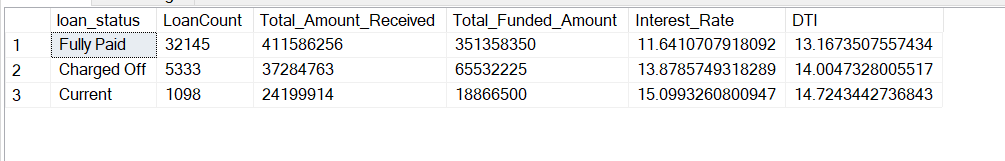 loan_status LoanCount Total_Amount_Received Total_Funded_Amount Interest_Rate DTI
1 Fully Paid 32145 411586256 351358350 11.6410707918092 13.1673507557434
2 Charged Off 5333 37284763 65532225 13.8785749318289 14.0047328005517
3 Current 1098 24199914 18866500 15.0993260800947 14.7243442736843